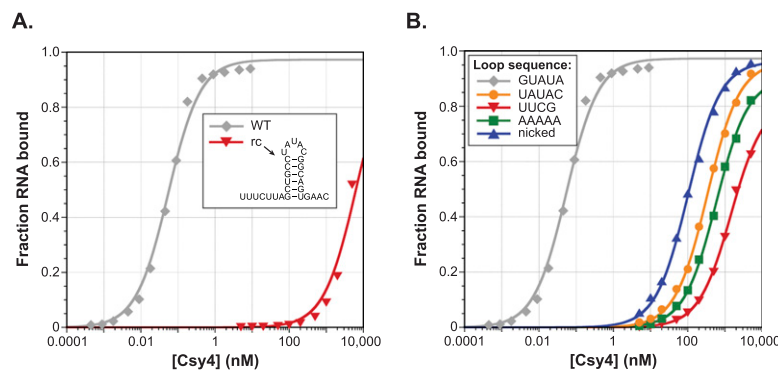 A.
1.0
0.8
0.6
0.4
0.2
0
Fraction RNA bound
0.0001
0.01
1
100
10,000
[Csy4] (nM)
WT
rc
U A U A C
C–G
C–G
G–C
U–A
C–G
UUUCUUAG–UGAAC
B.
1.0
0.8
0.6
0.4
0.2
0
Fraction RNA bound
0.0001
0.01
1
100
10,000
[Csy4] (nM)
Loop sequence:
GUAUA
UAUAC
UUCG
AAAAA
nicked